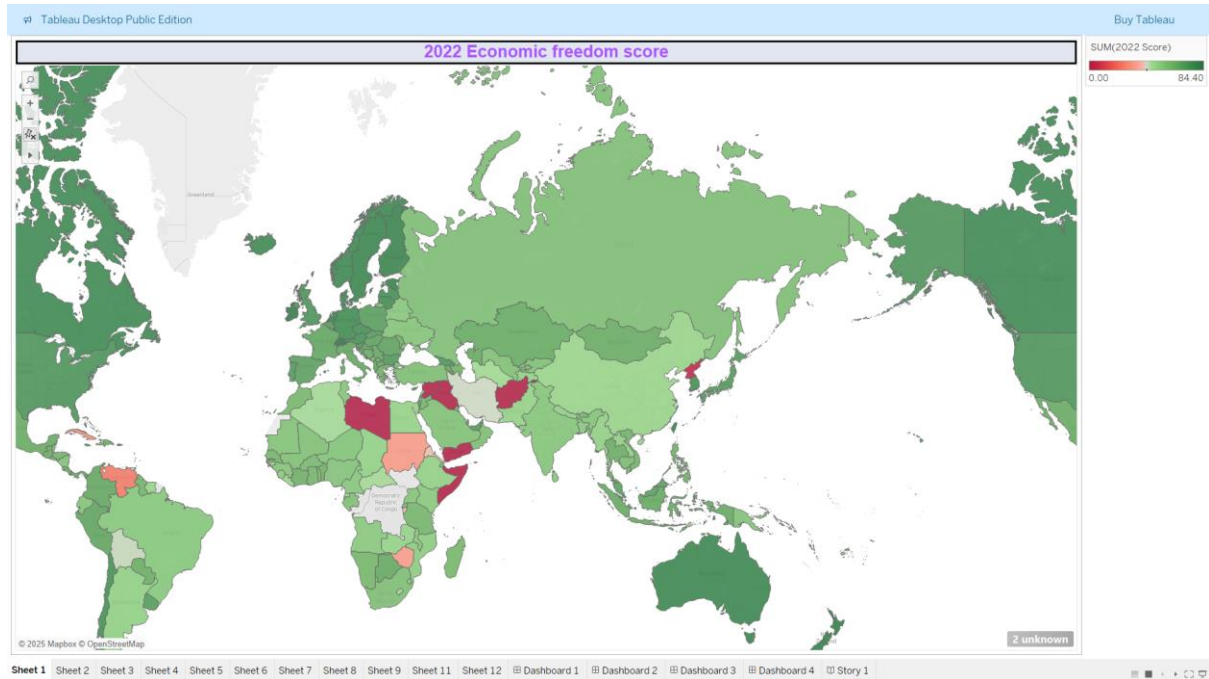 Tableau Desktop Public Edition
Buy Tableau
2022 Economic freedom score
SUM(2022 Score)
0.00 84.40
Greenland
Democratic
Republic
of Congo
© 2025 Mapbox © OpenStreetMap
2 unknown
Sheet 1 Sheet 2 Sheet 3 Sheet 4 Sheet 5 Sheet 6 Sheet 7 Sheet 8 Sheet 9 Sheet 11 Sheet 12 Dashboard 1 Dashboard 2 Dashboard 3 Dashboard 4 Story 1